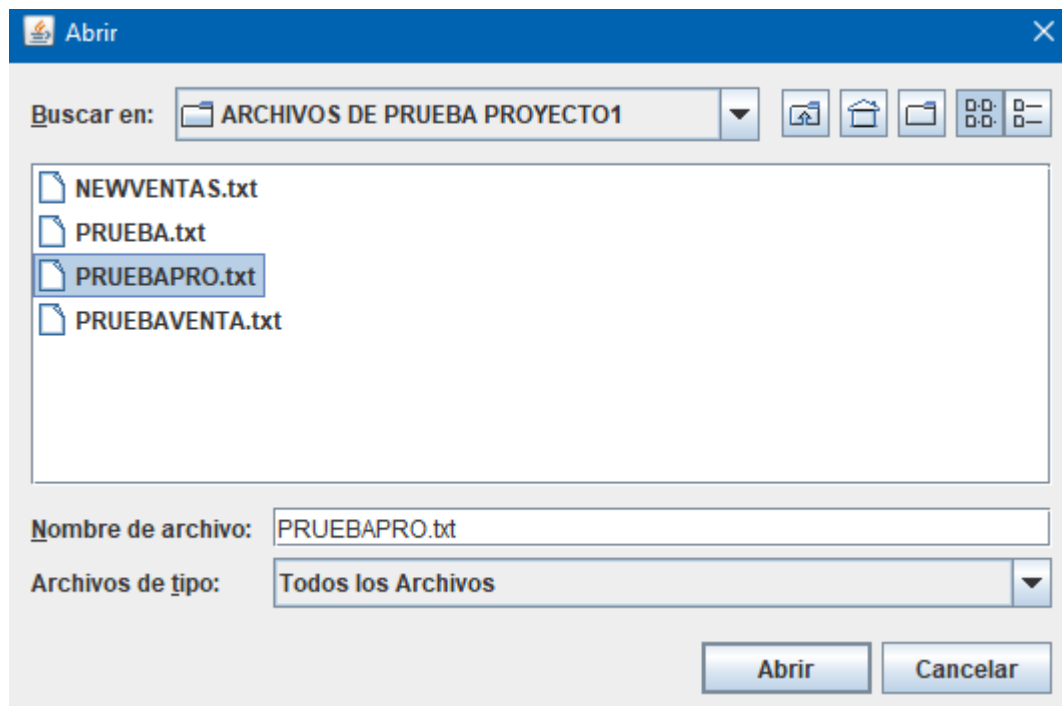 Abrir
Buscar en: ARCHIVOS DE PRUEBA PROYECTO1
NEWVENTAS.txt
PRUEBA.txt
PRUEBAPRO.txt
PRUEBAVENTA.txt
Nombre de archivo: PRUEBAPRO.txt
Archivos de tipo: Todos los Archivos
Abrir Cancelar